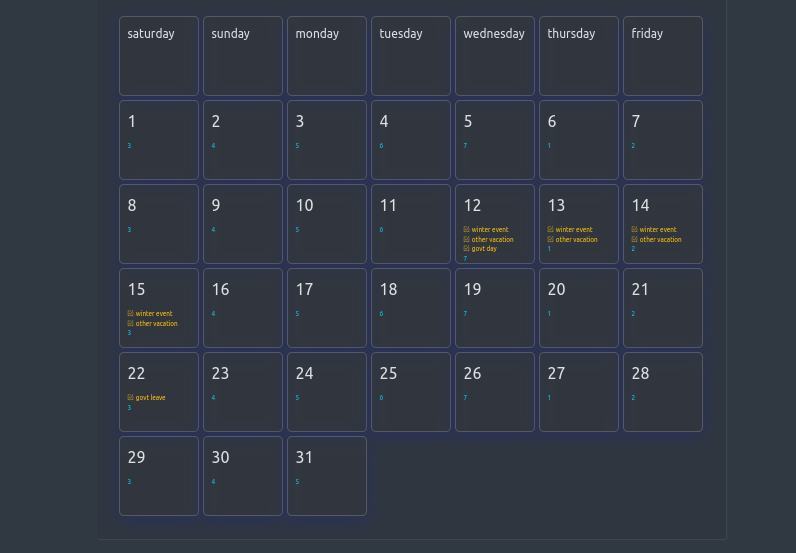 saturday sunday monday tuesday wednesday thursday friday
1 2 3 4 5 6 7
3 4 5 6 7 1 2
8 9 10 11 12 13 14
winter event winter event winter event
other vacation other vacation other vacation
govt day
3 4 5 6 7 1 2
15 16 17 18 19 20 21
winter event
other vacation
3 4 5 6 7 1 2
22 23 24 25 26 27 28
govt leave
3 4 5 6 7 1 2
29 30 31
3 4 5